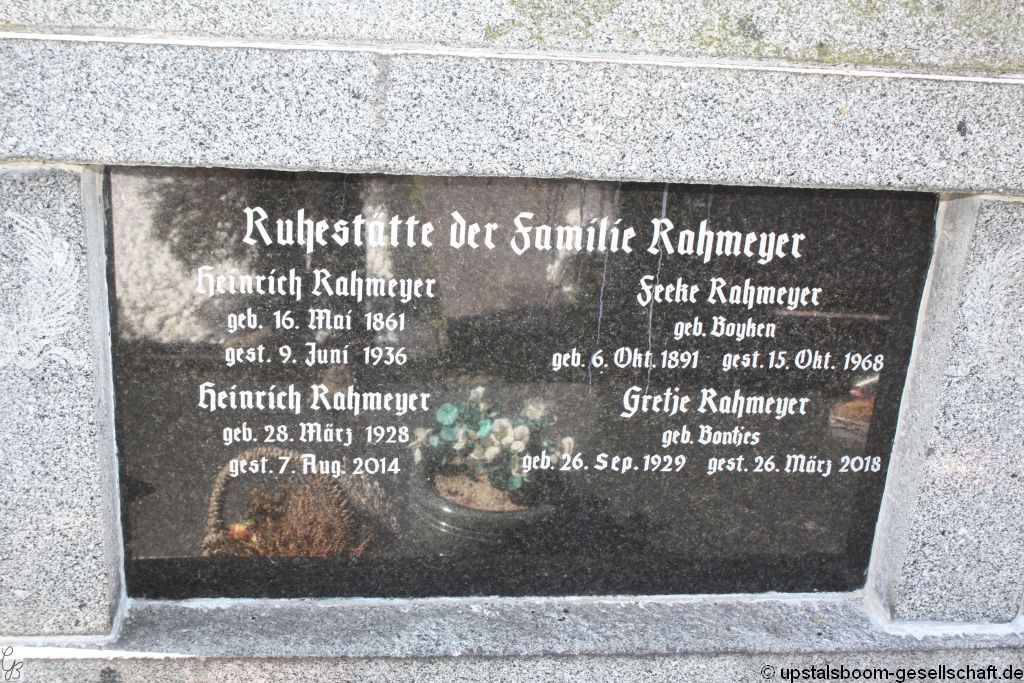 Ruhestätte der Familie Rahmeyer
Heinrich Rahmeyer
geb. 16. Mai 1861
gest. 9. Juni 1936
Feeke Rahmeyer
geb. Boyken
geb. 6. Okt. 1891 gest. 15. Okt. 1968
Heinrich Rahmeyer
geb. 28. März 1928
gest. 7. Aug. 2014
Gretje Rahmeyer
geb. Bontjes
geb. 26. Sep. 1929 gest. 26. März 2018
© upstalsboom-gesellschaft.de